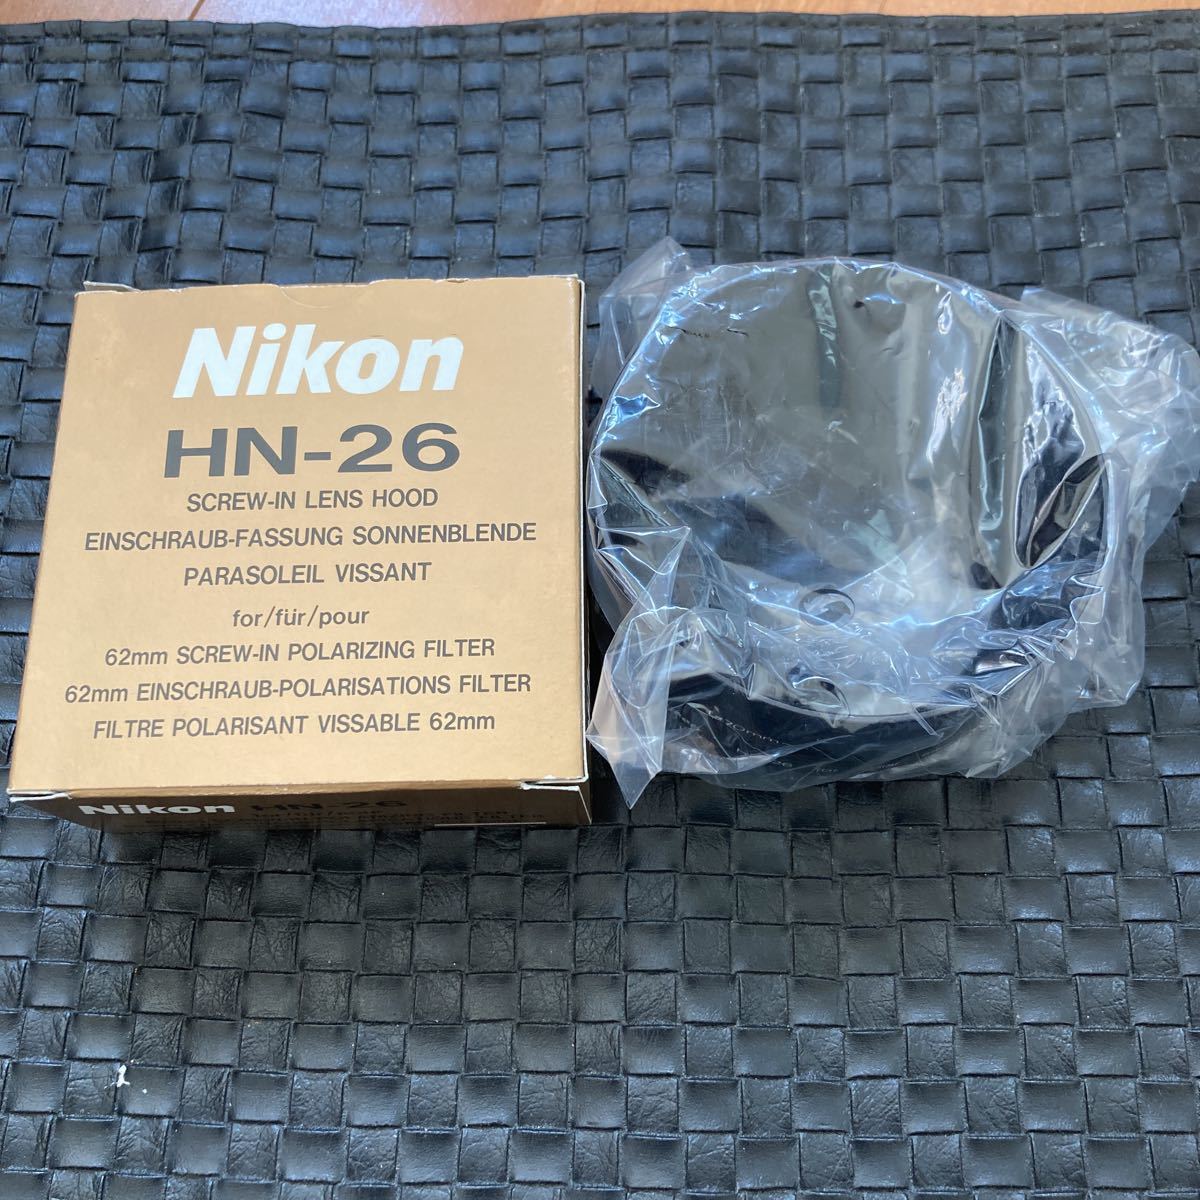 Nikon
HN-26
SCREW-IN LENS HOOD
EINSCHRAUB-FASSUNG SONNENBLENDE
PARASOLEIL VISSANT
for/für/pour
62mm SCREW-IN POLARIZING FILTER
62mm EINSCHRAUB-POLARISATIONS FILTER
FILTRE POLARISANT VISSABLE 62mm
Nikon HN-26